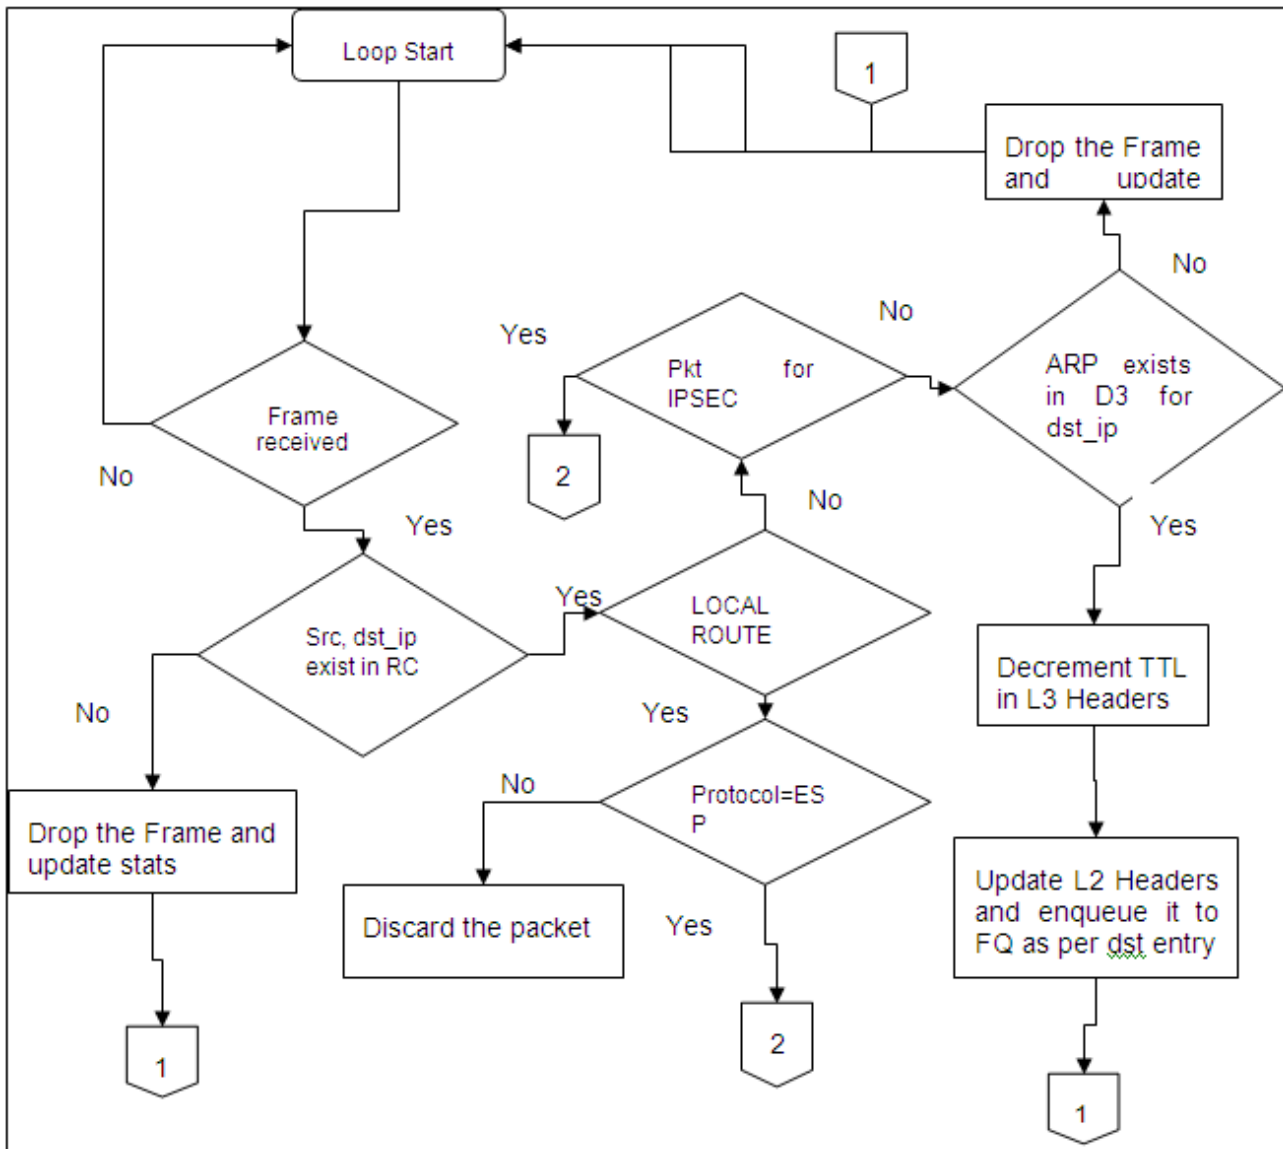 Loop Start
1
Drop the Frame
and update
No
No
Yes
Pkt for
IPSEC
ARP exists
in D3 for
dst_ip
Frame
received
No
2
No
Yes
Yes
Yes
LOCAL
ROUTE
Src, dst_ip
exist in RC
Decrement TTL
in L3 Headers
No
Yes
No
Protocol=ES
P
Drop the Frame and
update stats
Update L2 Headers
and enqueue it to
FQ as per dst entry
Discard the packet
Yes
1
2
1